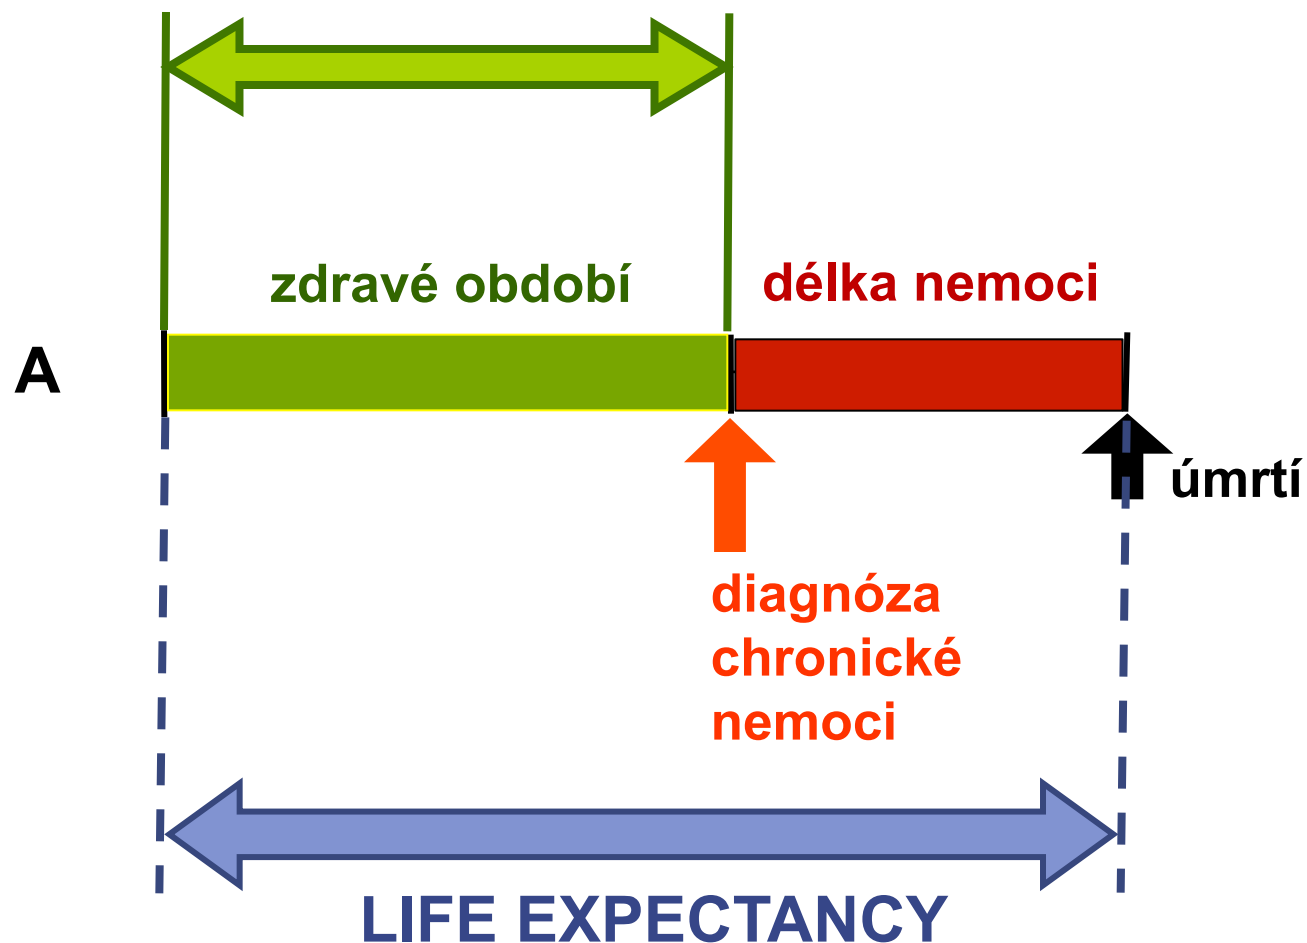 zdravé období
délka nemoci
A
úmrtí
diagnóza
chronické
nemoci
LIFE EXPECTANCY